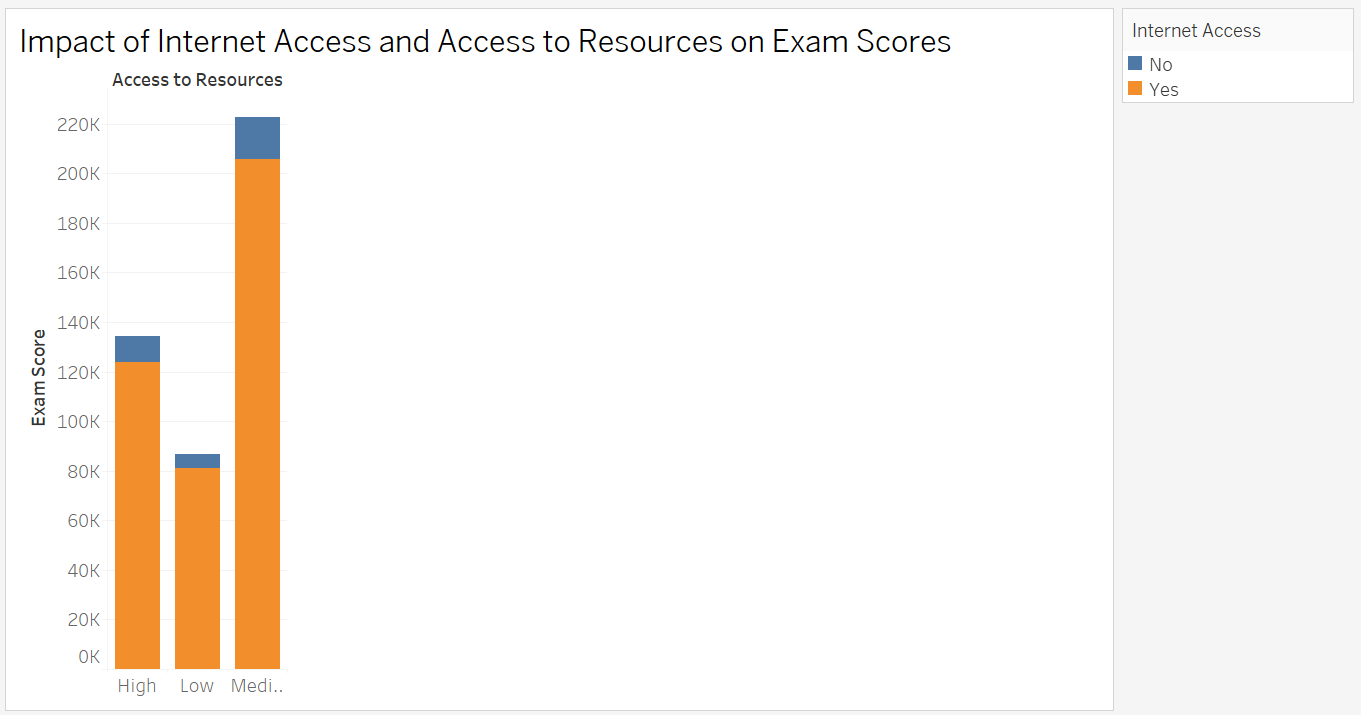 Impact of Internet Access and Access to Resources on Exam Scores
Access to Resources
220K
200K
180K
160K
140K
120K
100K
80K
60K
40K
20K
0K
Exam Score
High Low Medi..
Internet Access
No
Yes